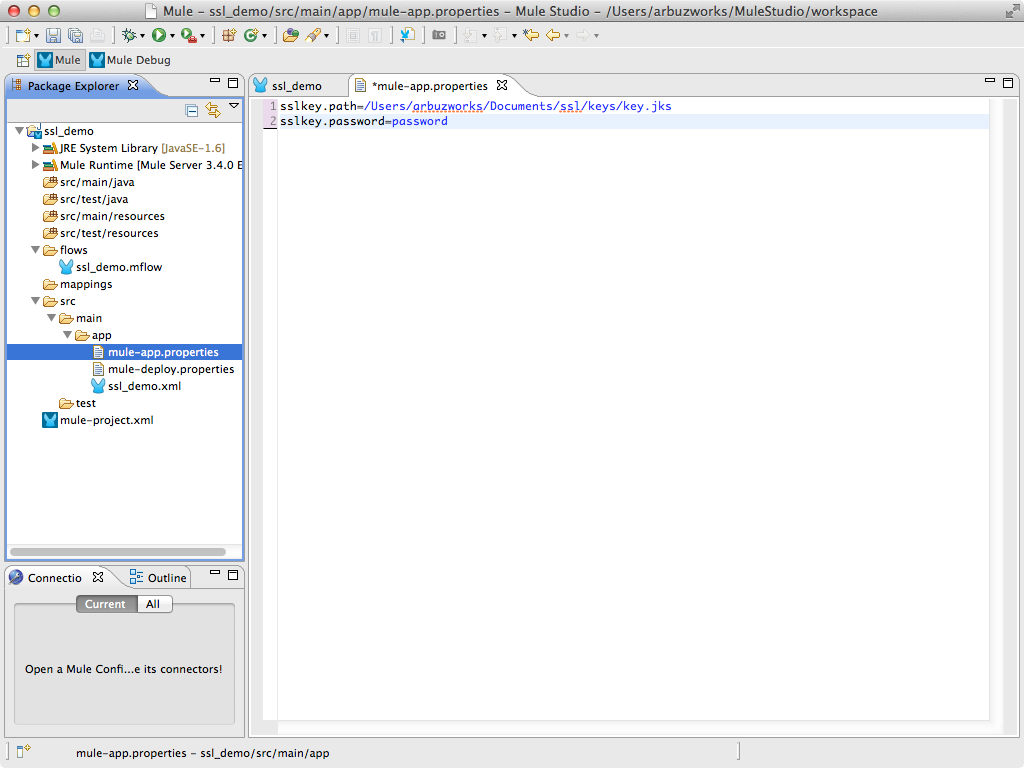 Mule – ssl_demo/src/main/app/mule-app.properties – Mule Studio – /Users/arbuzworks/MuleStudio/workspace
Mule
Mule Debug
Package Explorer
ssl_demo
JRE System Library [JavaSE-1.6]
Mule Runtime [Mule Server 3.4.0 E
src/main/java
src/test/java
src/main/resources
src/test/resources
flows
ssl_demo.mflow
mappings
src
main
app
mule-app.properties
mule-deploy.properties
ssl_demo.xml
test
mule-project.xml
ssl_demo
*mule-app.properties
1 sslkey.path=/Users/arbuzworks/Documents/ssl/keys/key.jks
2 sslkey.password=password
Connectio
Outline
Current
All
Open a Mule Confi...e its connectors!
mule-app.properties – ssl_demo/src/main/app